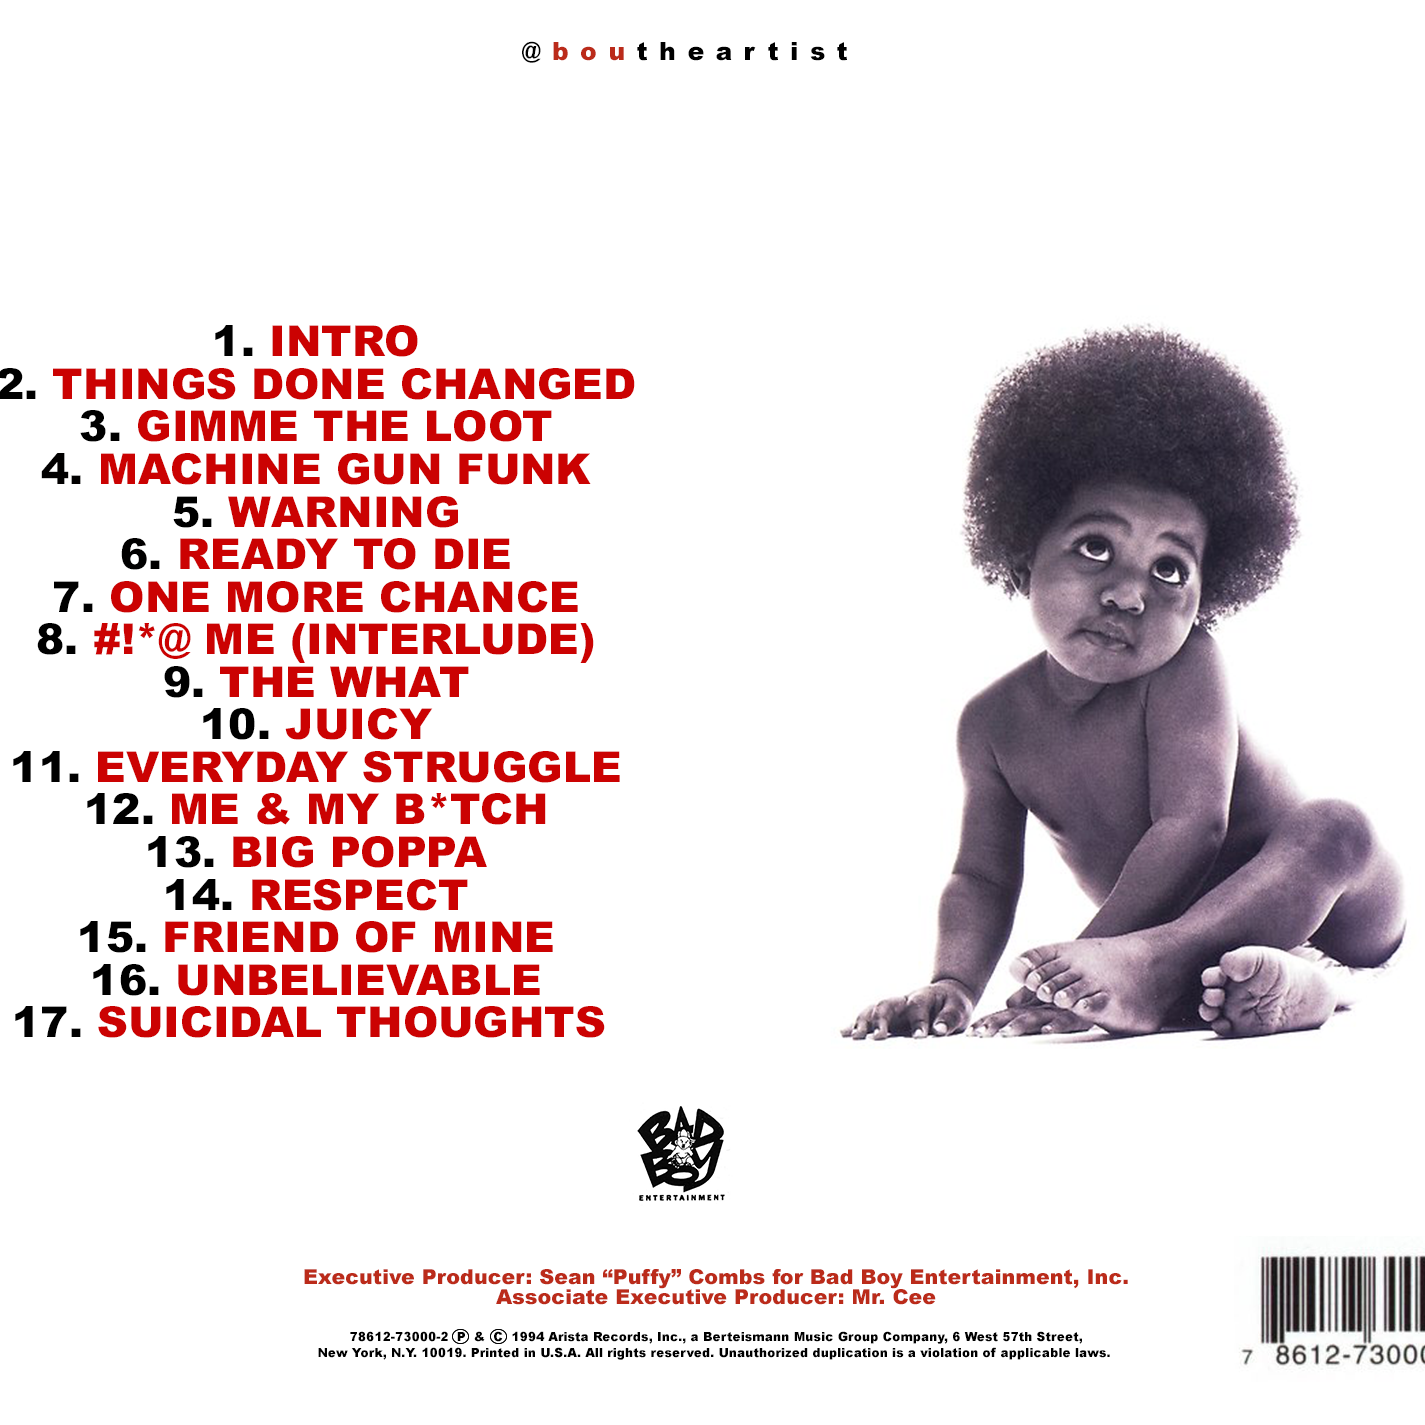 @boutheartist
1. INTRO
2. THINGS DONE CHANGED
3. GIMME THE LOOT
4. MACHINE GUN FUNK
5. WARNING
6. READY TO DIE
7. ONE MORE CHANCE
8. #!*@ ME (INTERLUDE)
9. THE WHAT
10. JUICY
11. EVERYDAY STRUGGLE
12. ME & MY B*TCH
13. BIG POPPA
14. RESPECT
15. FRIEND OF MINE
16. UNBELIEVABLE
17. SUICIDAL THOUGHTS
BAD
BOY
ENTERTAINMENT
Executive Producer: Sean “Puffy” Combs for Bad Boy Entertainment, Inc.
Associate Executive Producer: Mr. Cee
78612-73000-2 Ⓟ & © 1994 Arista Records, Inc., a Berteismann Music Group Company, 6 West 57th Street,
New York, N.Y. 10019. Printed in U.S.A. All rights reserved. Unauthorized duplication is a violation of applicable laws.
7 8612-73000